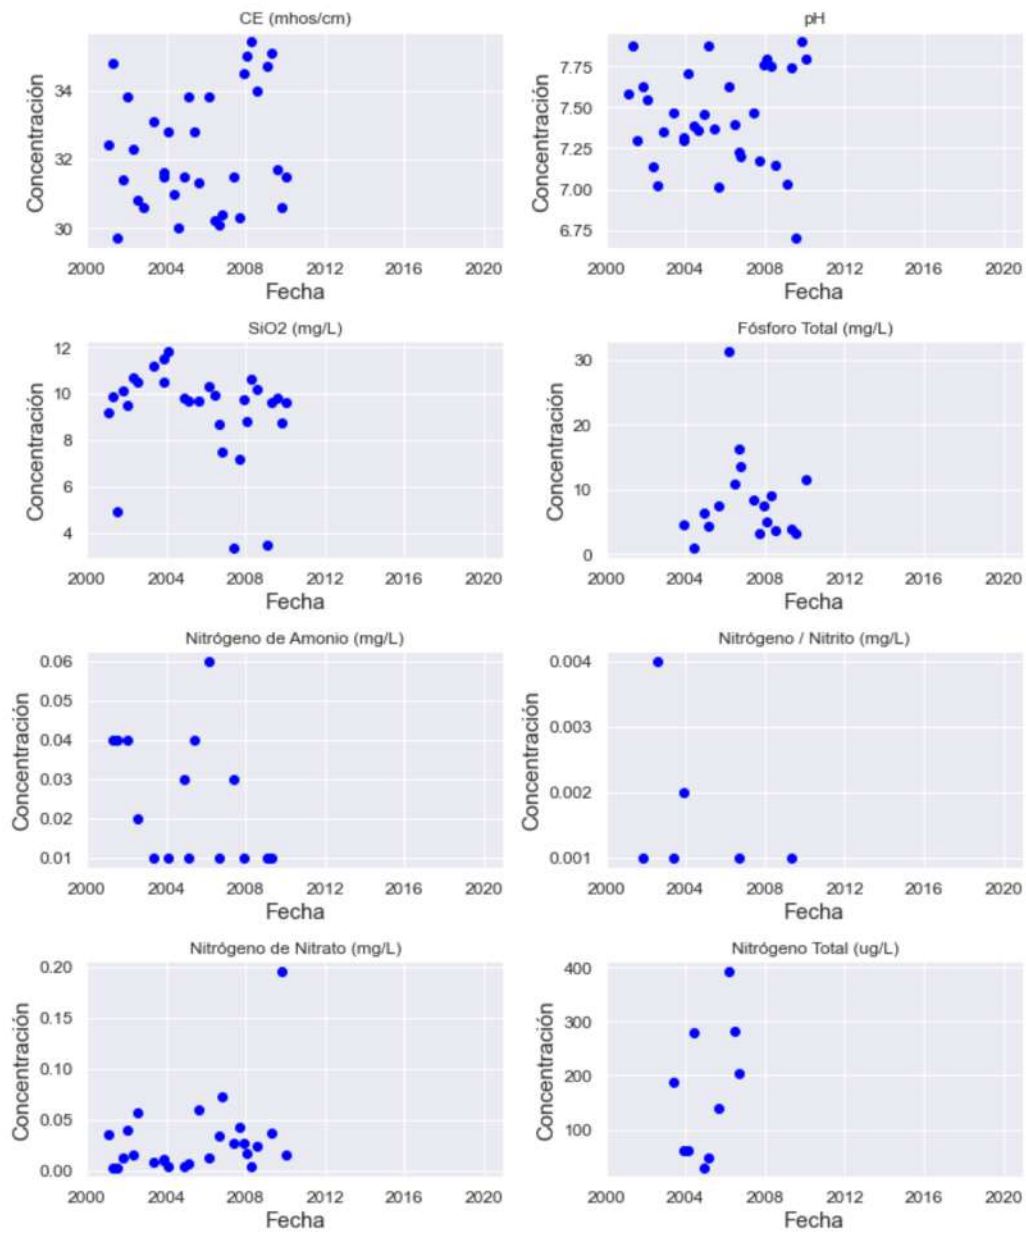 CE (mhos/cm)
Concentración
34
32
30
2000 2004 2008 2012 2016 2020
Fecha
pH
Concentración
7.75
7.50
7.25
7.00
6.75
2000 2004 2008 2012 2016 2020
Fecha
SiO2 (mg/L)
Concentración
12
10
8
6
4
2000 2004 2008 2012 2016 2020
Fecha
Fósforo Total (mg/L)
Concentración
30
20
10
0
2000 2004 2008 2012 2016 2020
Fecha
Nitrógeno de Amonio (mg/L)
Concentración
0.06
0.05
0.04
0.03
0.02
0.01
2000 2004 2008 2012 2016 2020
Fecha
Nitrógeno / Nitrito (mg/L)
Concentración
0.004
0.003
0.002
0.001
2000 2004 2008 2012 2016 2020
Fecha
Nitrógeno de Nitrato (mg/L)
Concentración
0.20
0.15
0.10
0.05
0.00
2000 2004 2008 2012 2016 2020
Fecha
Nitrógeno Total (ug/L)
Concentración
400
300
200
100
2000 2004 2008 2012 2016 2020
Fecha